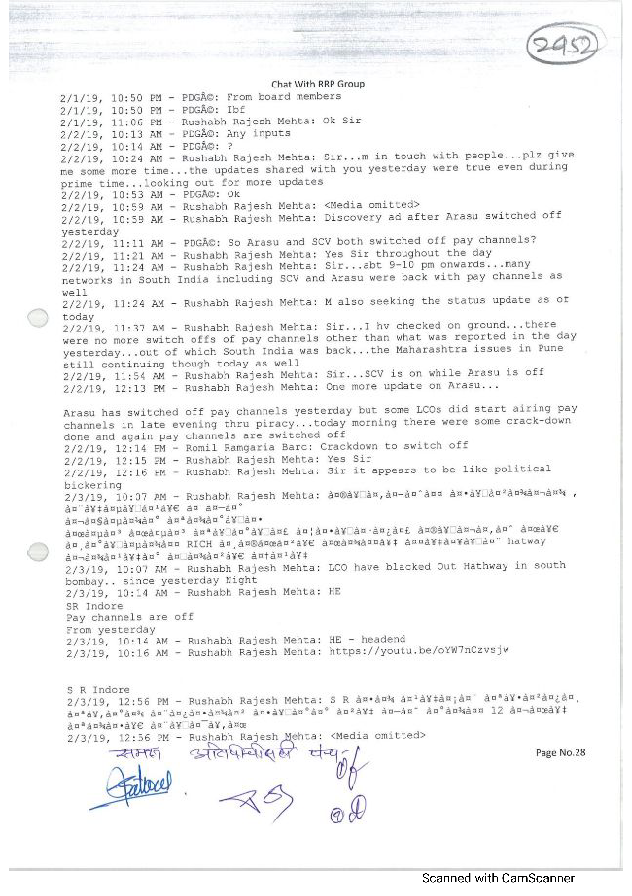 2952
Chat With RRP Group
2/1/19, 10:50 PM - PDGÂ©: From board members
2/1/19, 10:50 PM - PDGÂ©: Ibf
2/1/19, 11:06 PM - Rushabh Rajesh Mehta: Ok Sir
2/2/19, 10:13 AM - PDGÂ©: Any inputs
2/2/19, 10:14 AM - PDGÂ©: ?
2/2/19, 10:24 AM - Rushabh Rajesh Mehta: Sir...m in touch with people...plz give
me some more time...the updates shared with you yesterday were true even during
prime time...looking out for more updates
2/2/19, 10:53 AM - PDGÂ©: Ok
2/2/19, 10:59 AM - Rushabh Rajesh Mehta: <Media omitted>
2/2/19, 10:59 AM - Rushabh Rajesh Mehta: Discovery ad after Arasu switched off
yesterday
2/2/19, 11:11 AM - PDGÂ©: So Arasu and SCV both switched off pay channels?
2/2/19, 11:21 AM - Rushabh Rajesh Mehta: Yes Sir throughout the day
2/2/19, 11:24 AM - Rushabh Rajesh Mehta: Sir...abt 9-10 pm onwards...many
networks in South India including SCV and Arasu were back with pay channels as
well
2/2/19, 11:24 AM - Rushabh Rajesh Mehta: M also seeking the status update as of
today
2/2/19, 11:37 AM - Rushabh Rajesh Mehta: Sir...I hv checked on ground...there
were no more switch offs of pay channels other than what was reported in the day
yesterday...out of which South India was back...the Maharashtra issues in Pune
still continuing though today as well
2/2/19, 11:54 AM - Rushabh Rajesh Mehta: Sir...SCV is on while Arasu is off
2/2/19, 12:13 PM - Rushabh Rajesh Mehta: One more update on Arasu...
Arasu has switched off pay channels yesterday but some LCOs did start airing pay
channels in late evening thru piracy...today morning there were some crack-down
done and again pay channels are switched off
2/2/19, 12:14 PM - Romil Ramgaria Barc: Crackdown to switch off
2/2/19, 12:15 PM - Rushabh Rajesh Mehta: Yes Sir
2/2/19, 12:16 PM - Rushabh Rajesh Mehta: Sir it appears to be like political
bickering
2/3/19, 10:07 AM - Rushabh Rajesh Mehta:
RICH
hatway
2/3/19, 10:07 AM - Rushabh Rajesh Mehta: LCO have blacked Out Hathway in south
bombay.. since yesterday Night
2/3/19, 10:14 AM - Rushabh Rajesh Mehta: HE
SR Indore
Pay channels are off
From yesterday
2/3/19, 10:14 AM - Rushabh Rajesh Mehta: HE - headend
2/3/19, 10:16 AM - Rushabh Rajesh Mehta: https://youtu.be/oYW7nCzvsjw
S R Indore
2/3/19, 12:56 PM - Rushabh Rajesh Mehta: S R
12
2/3/19, 12:56 PM - Rushabh Rajesh Mehta: <Media omitted>
समक्ष पंच
Page No.28
Scanned with CamScanner